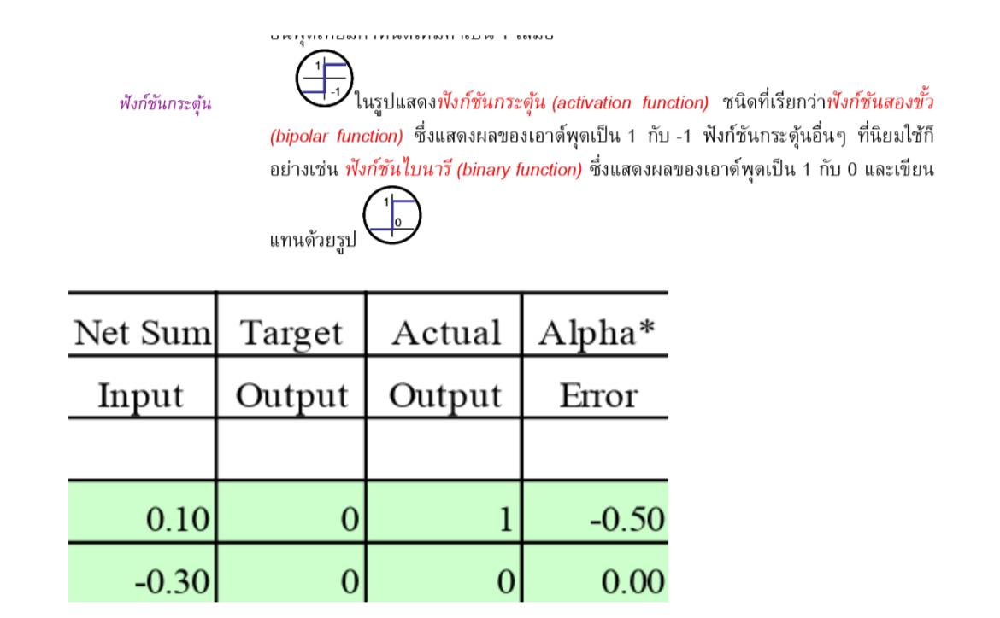 1
-1
ฟังก์ชันกระตุ้น
ในรูปแสดงฟังก์ชันกระตุ้น (activation function) ชนิดที่เรียกว่าฟังก์ชันสองขั้ว
(bipolar function) ซึ่งแสดงผลของเอาต์พุตเป็น 1 กับ -1 ฟังก์ชันกระตุ้นอื่นๆ ที่นิยมใช้ก็
อย่างเช่น ฟังก์ชันไบนารี (binary function) ซึ่งแสดงผลของเอาต์พุตเป็น 1 กับ 0 และเขียน
1
0
แทนด้วยรูป
Net Sum Target Actual Alpha*
Input Output Output Error
0.10 0 1 -0.50
-0.30 0 0 0.00